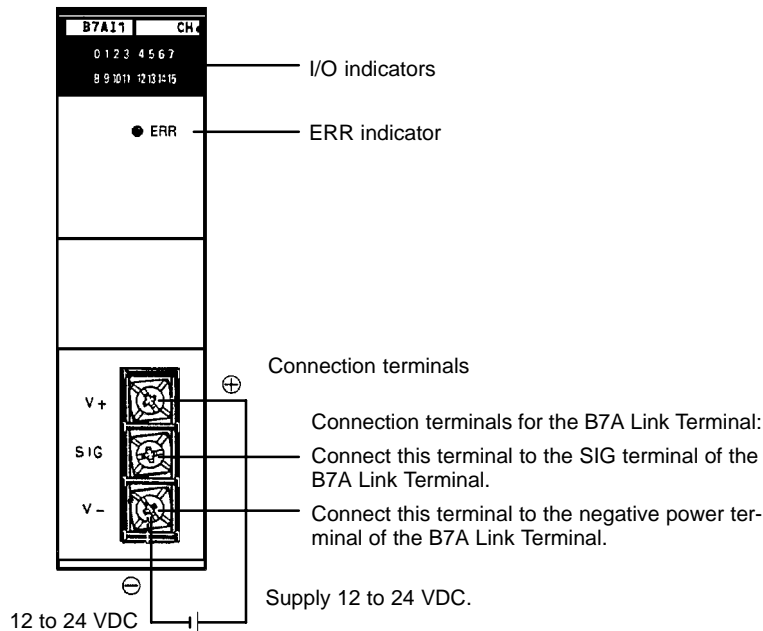 B7AI1 CH
0 1 2 3 4 5 6 7
8 9 10 11 12 13 14 15
I/O indicators
ERR
ERR indicator
Connection terminals
⊕
V+
Connection terminals for the B7A Link Terminal:
SIG
Connect this terminal to the SIG terminal of the
B7A Link Terminal.
V–
Connect this terminal to the negative power ter-
minal of the B7A Link Terminal.
⊖
Supply 12 to 24 VDC.
12 to 24 VDC